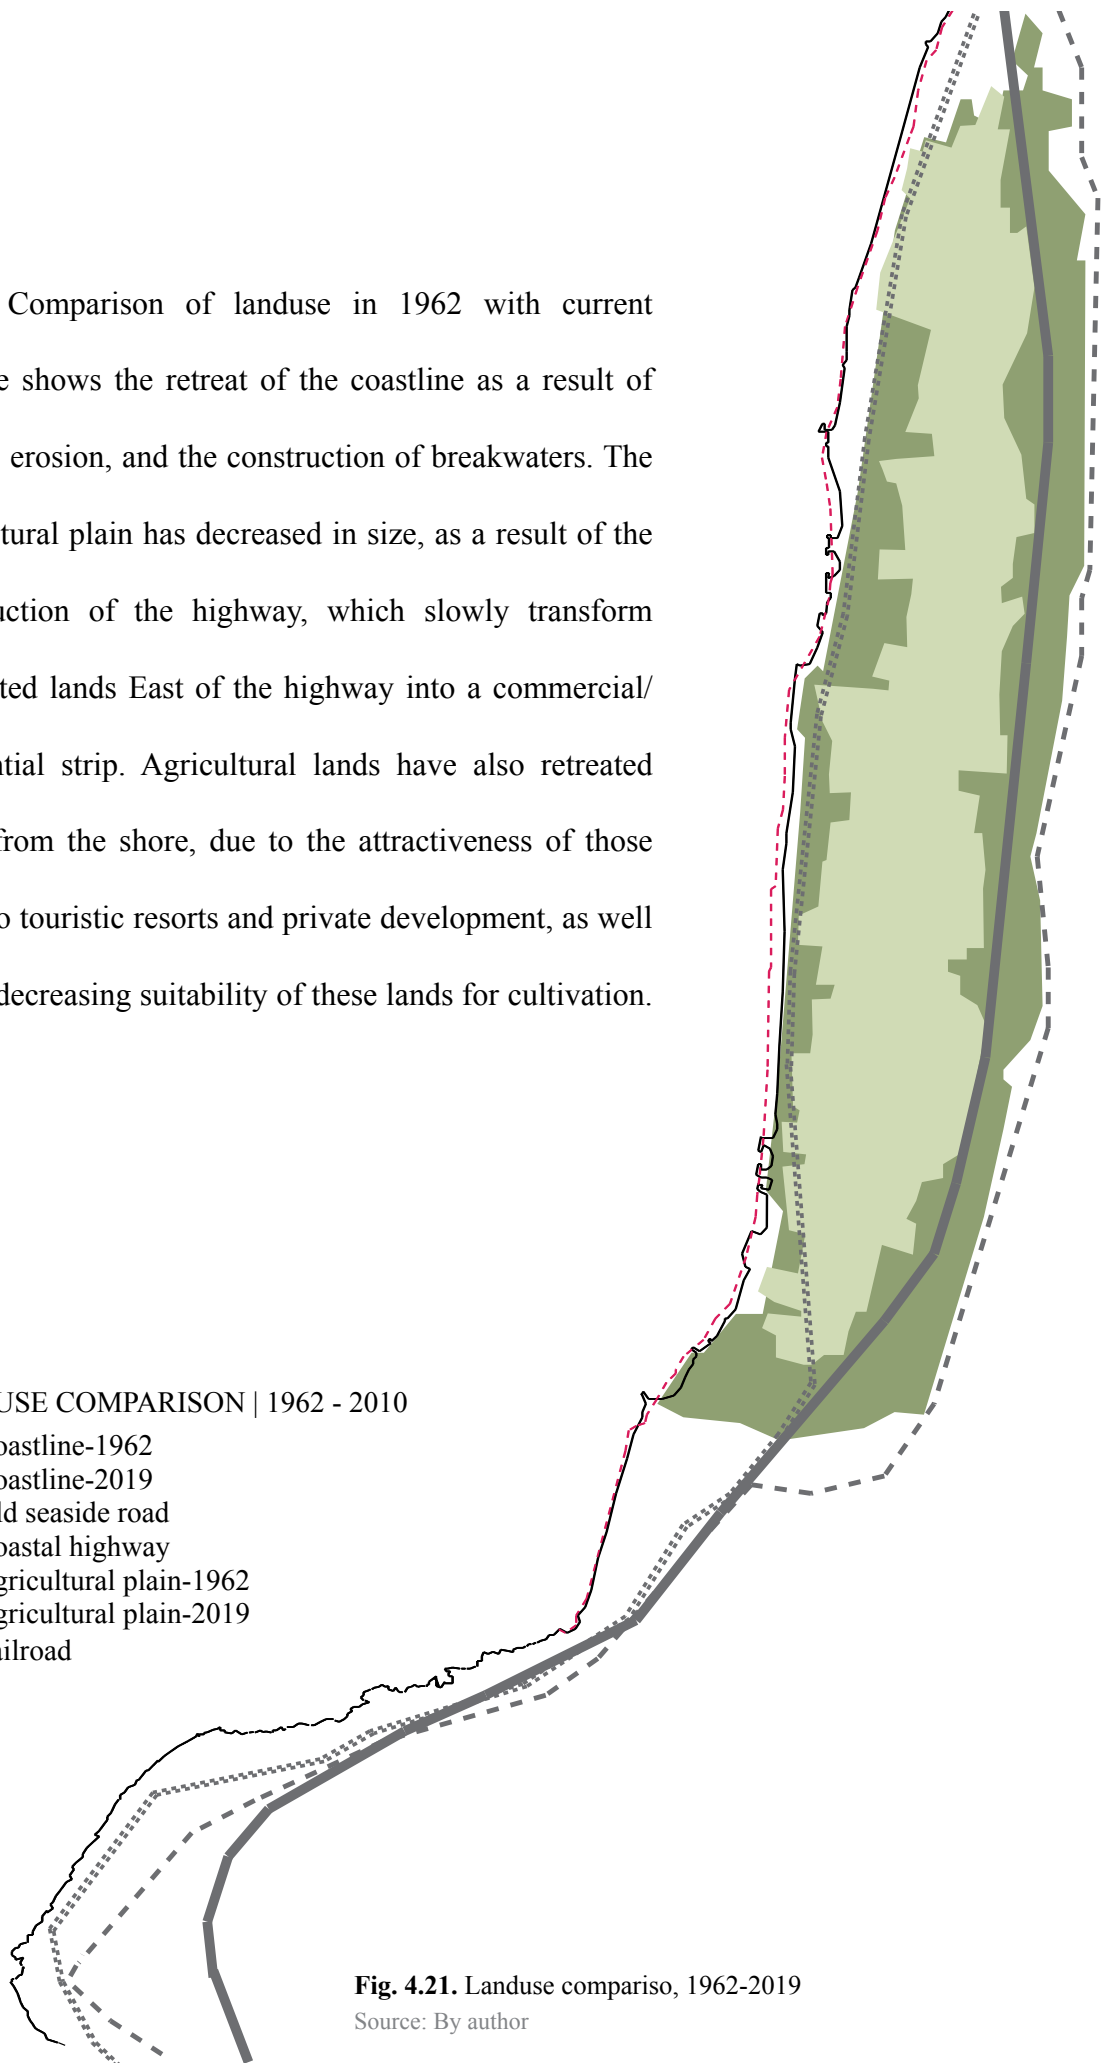 Comparison of landuse in 1962 with current
e shows the retreat of the coastline as a result of
erosion, and the construction of breakwaters. The
tural plain has decreased in size, as a result of the
uction of the highway, which slowly transform
ted lands East of the highway into a commercial/
ntial strip. Agricultural lands have also retreated
from the shore, due to the attractiveness of those
o touristic resorts and private development, as well
decreasing suitability of these lands for cultivation.
USE COMPARISON | 1962 - 2010
oastline-1962
oastline-2019
ld seaside road
oastal highway
gricultural plain-1962
gricultural plain-2019
ailroad
Fig. 4.21. Landuse compariso, 1962-2019
Source: By author